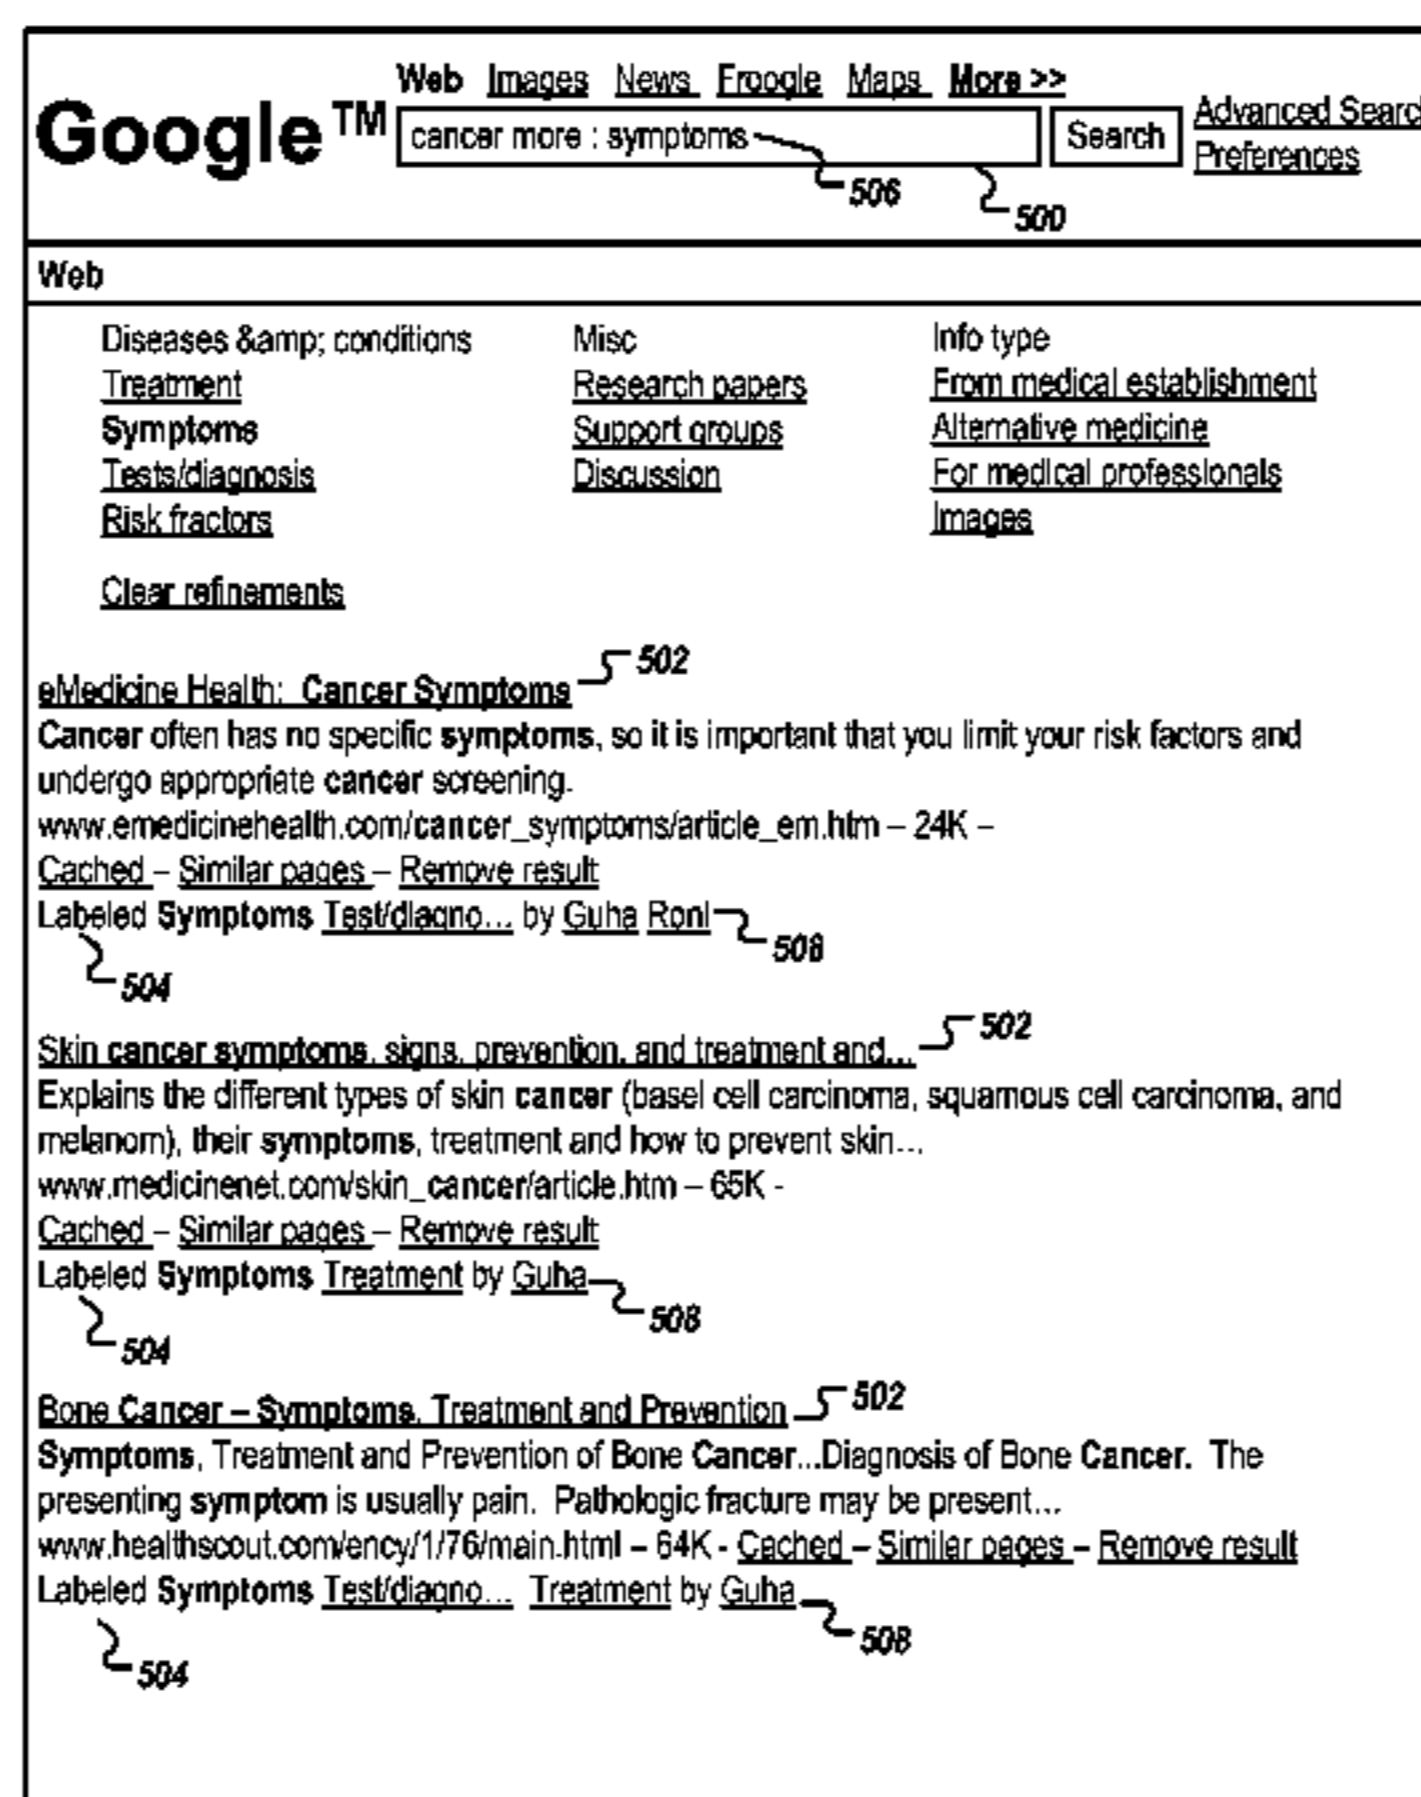 Web Images News Froogle Maps More >>
Google™ cancer more : symptoms Search Advanced Search
Preferences
506
500
Web
Diseases &amp; conditions Misc Info type
Treatment Research papers From medical establishment
Symptoms Support groups Alternative medicine
Tests/diagnosis Discussion For medical professionals
Risk fractors Images
Clear refinements
eMedicine Health: Cancer Symptoms 502
Cancer often has no specific symptoms, so it is important that you limit your risk factors and
undergo appropriate cancer screening.
www.emedicinehealth.com/cancer_symptoms/article_em.htm – 24K –
Cached – Similar pages – Remove result
Labeled Symptoms Test/diagno... by Guha Roni 508
504
Skin cancer symptoms, signs, prevention, and treatment and... 502
Explains the different types of skin cancer (basel cell carcinoma, squamous cell carcinoma, and
melanom), their symptoms, treatment and how to prevent skin...
www.medicinenet.com/skin_cancer/article.htm – 65K -
Cached – Similar pages – Remove result
Labeled Symptoms Treatment by Guha 508
504
Bone Cancer – Symptoms, Treatment and Prevention 502
Symptoms, Treatment and Prevention of Bone Cancer...Diagnosis of Bone Cancer. The
presenting symptom is usually pain. Pathologic fracture may be present...
www.healthscout.com/ency/1/76/main.html – 64K - Cached – Similar pages – Remove result
Labeled Symptoms Test/diagno... Treatment by Guha 508
504